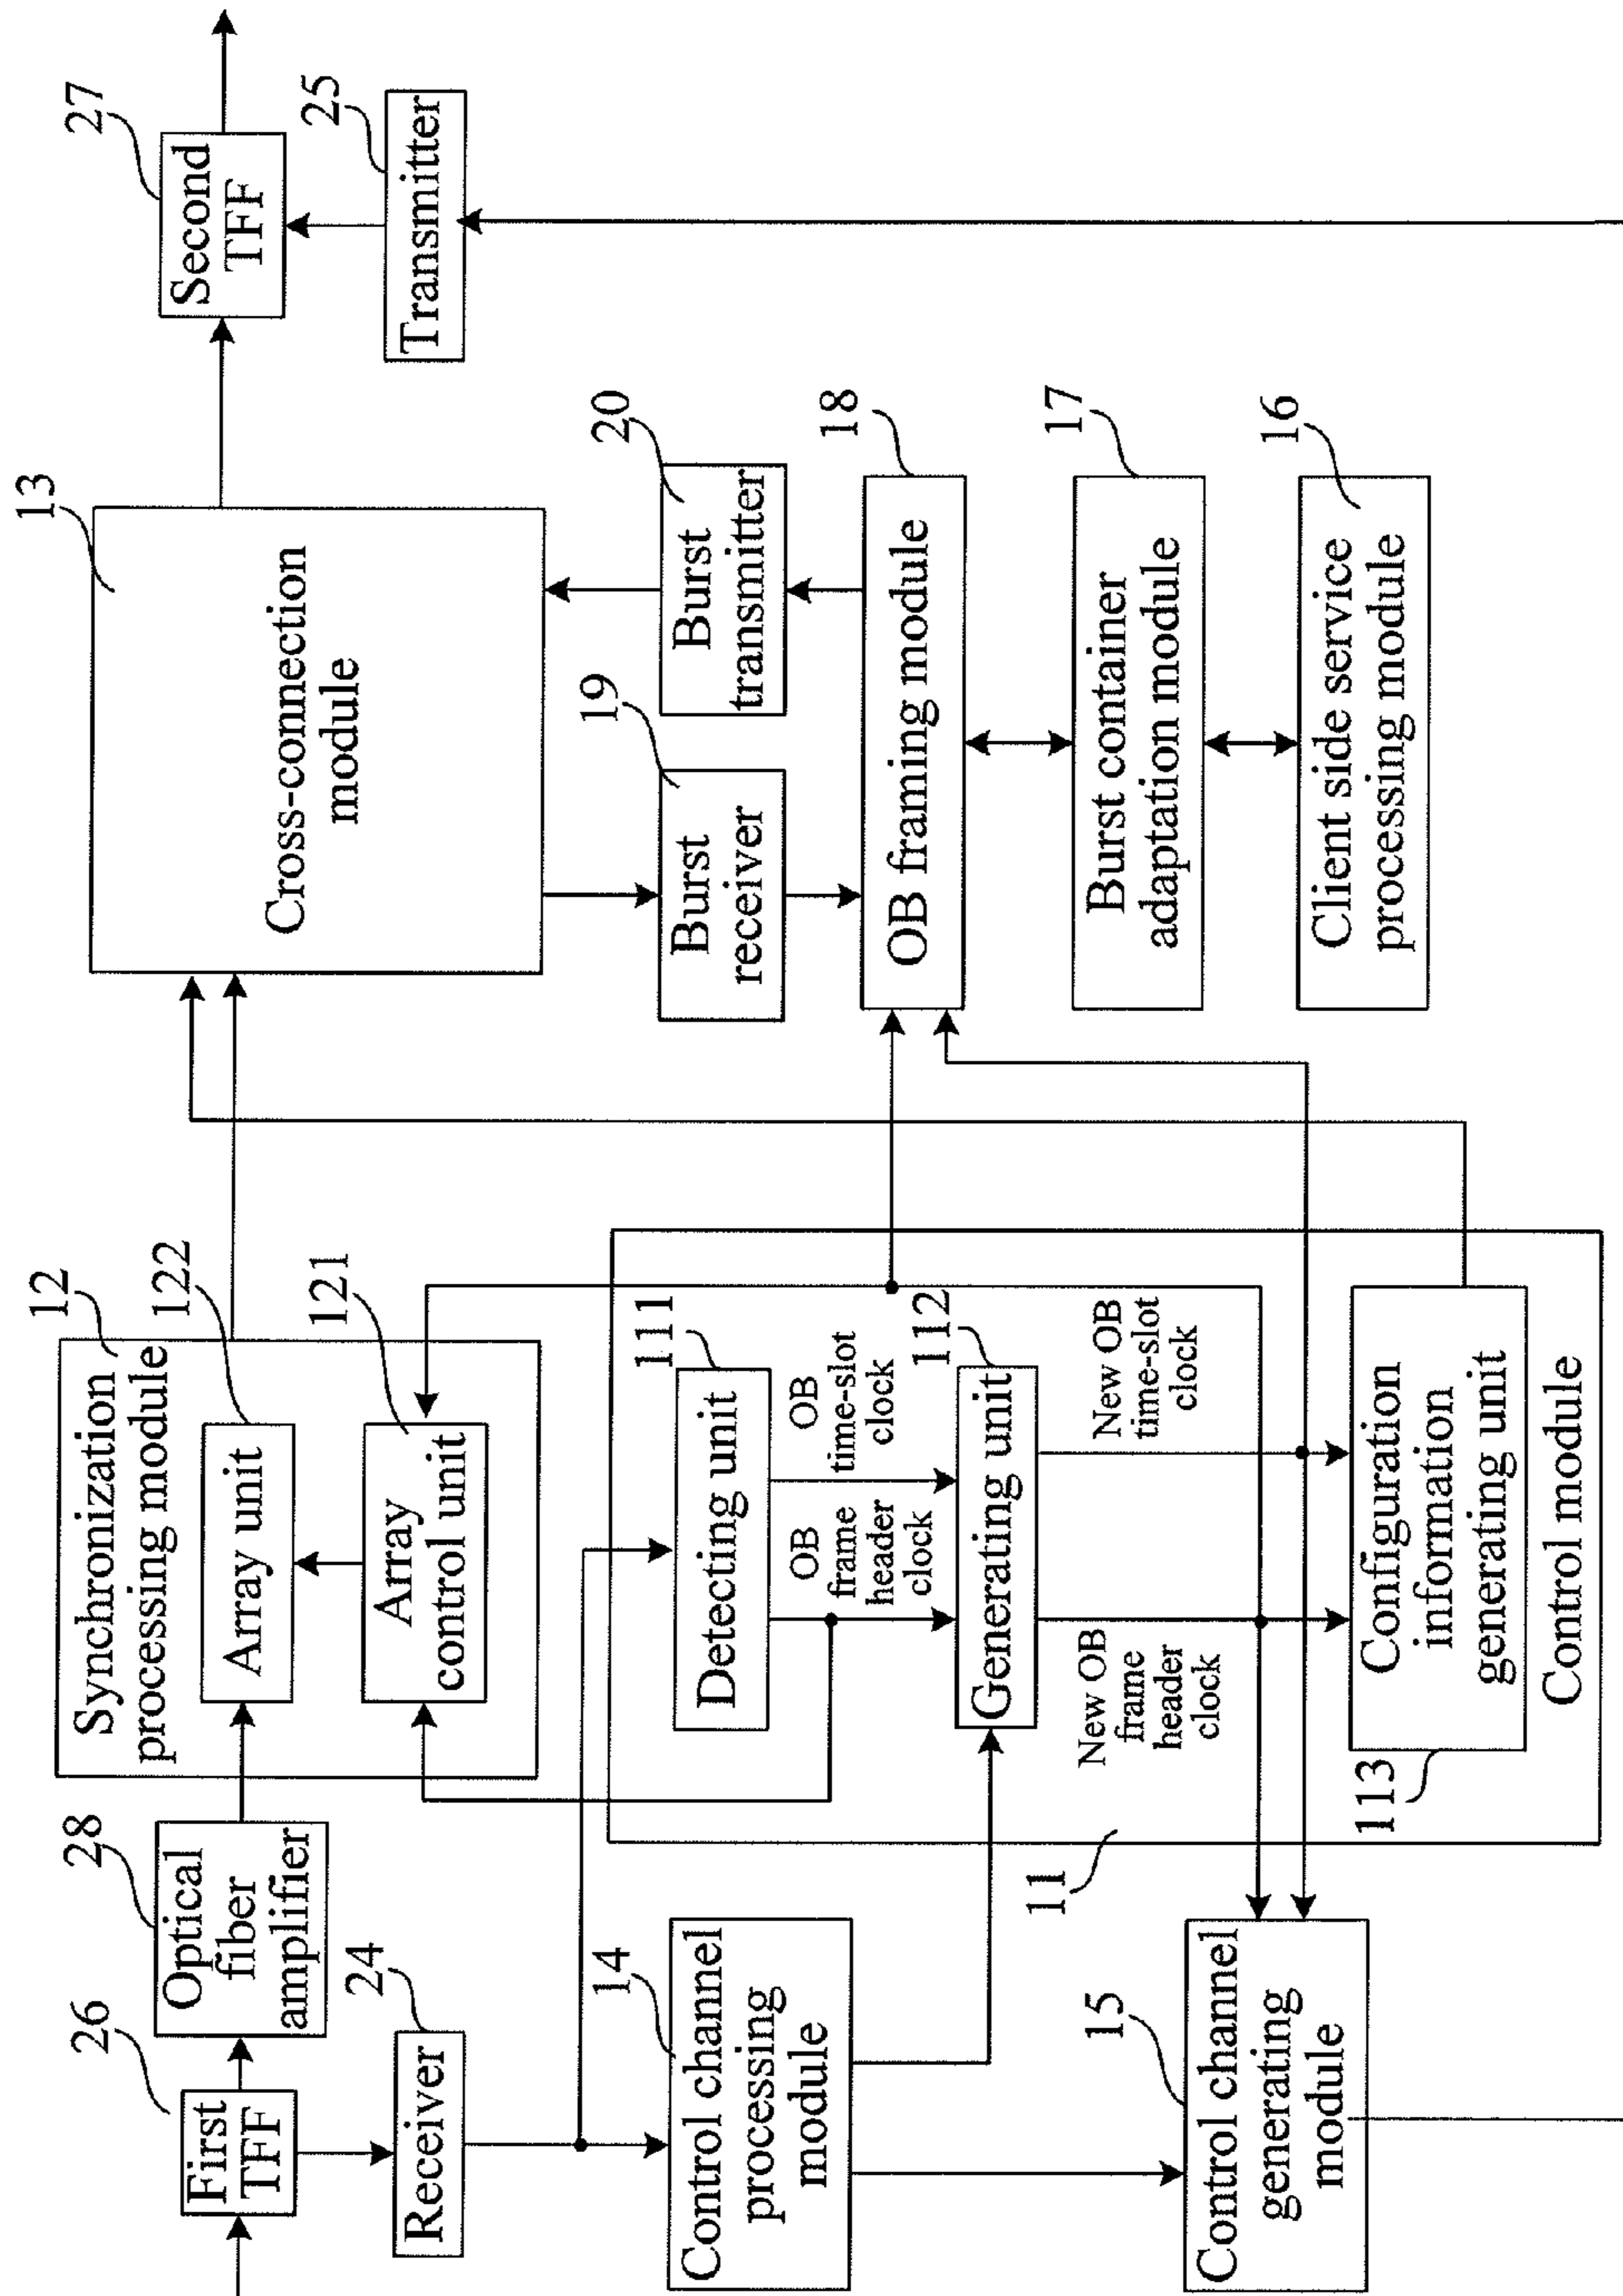 26
First
TFF
28
Optical
fiber
amplifier
24
Receiver
12
Synchronization
processing module
122
Array unit
121
Array
control unit
13
Cross-connection
module
27
Second
TFF
25
Transmitter
19
Burst
receiver
20
Burst
transmitter
18
OB framing module
17
Burst container
adaptation module
16
Client side service
processing module
14
Control channel
processing
module
15
Control channel
generating
module
11
111
Detecting unit
OB
frame
header
clock
OB
time-slot
clock
112
Generating unit
New OB
frame
header
clock
New OB
time-slot
clock
113
Configuration
information
generating unit
Control module